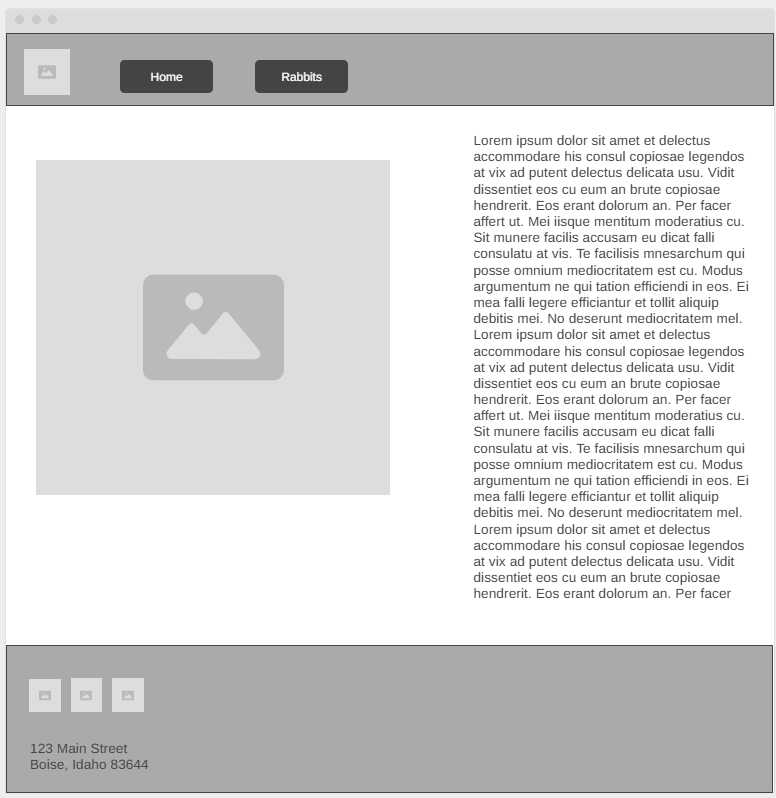 Home
Rabbits
Lorem ipsum dolor sit amet et delectus
accommodare his consul copiosae legendos
at vix ad putent delectus delicata usu. Vidit
dissentiet eos cu eum an brute copiosae
hendrerit. Eos erant dolorum an. Per facer
affert ut. Mei iisque mentitum moderatius cu.
Sit munere facilis accusam eu dicat falli
consulatu at vis. Te facilisis mnesarchum qui
posse omnium mediocritatem est cu. Modus
argumentum ne qui tation efficiendi in eos. Ei
mea falli legere efficiantur et tollit aliquip
debitis mei. No deserunt mediocritatem mel.
Lorem ipsum dolor sit amet et delectus
accommodare his consul copiosae legendos
at vix ad putent delectus delicata usu. Vidit
dissentiet eos cu eum an brute copiosae
hendrerit. Eos erant dolorum an. Per facer
affert ut. Mei iisque mentitum moderatius cu.
Sit munere facilis accusam eu dicat falli
consulatu at vis. Te facilisis mnesarchum qui
posse omnium mediocritatem est cu. Modus
argumentum ne qui tation efficiendi in eos. Ei
mea falli legere efficiantur et tollit aliquip
debitis mei. No deserunt mediocritatem mel.
Lorem ipsum dolor sit amet et delectus
accommodare his consul copiosae legendos
at vix ad putent delectus delicata usu. Vidit
dissentiet eos cu eum an brute copiosae
hendrerit. Eos erant dolorum an. Per facer
123 Main Street
Boise, Idaho 83644